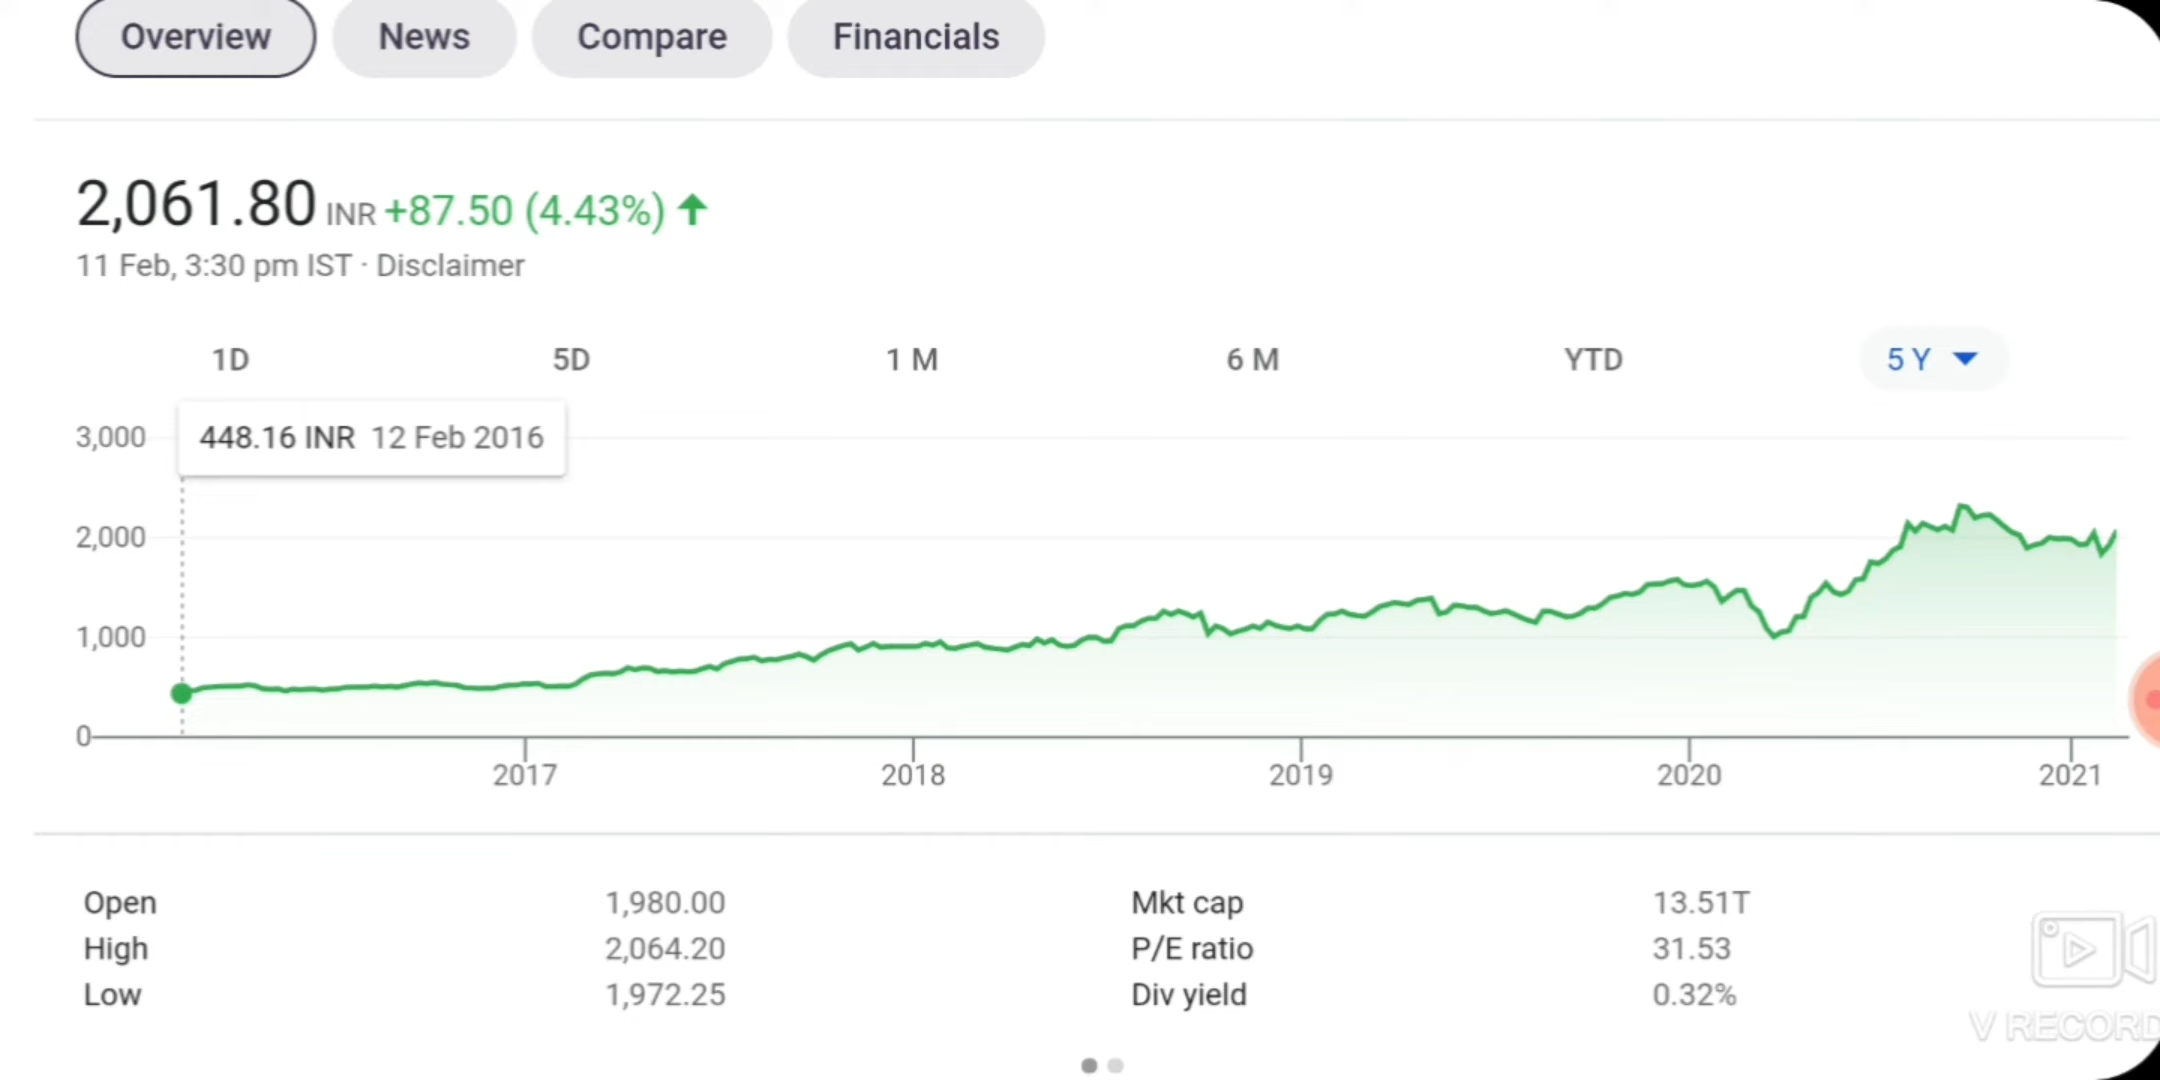 Overview News Compare Financials
2,061.80 INR +87.50 (4.43%)
11 Feb, 3:30 pm IST · Disclaimer
1D 5D 1 M 6 M YTD 5 Y
448.16 INR 12 Feb 2016
3,000
2,000
1,000
0
2017 2018 2019 2020 2021
Open 1,980.00 Mkt cap 13.51T
High 2,064.20 P/E ratio 31.53
Low 1,972.25 Div yield 0.32%
V RECORD